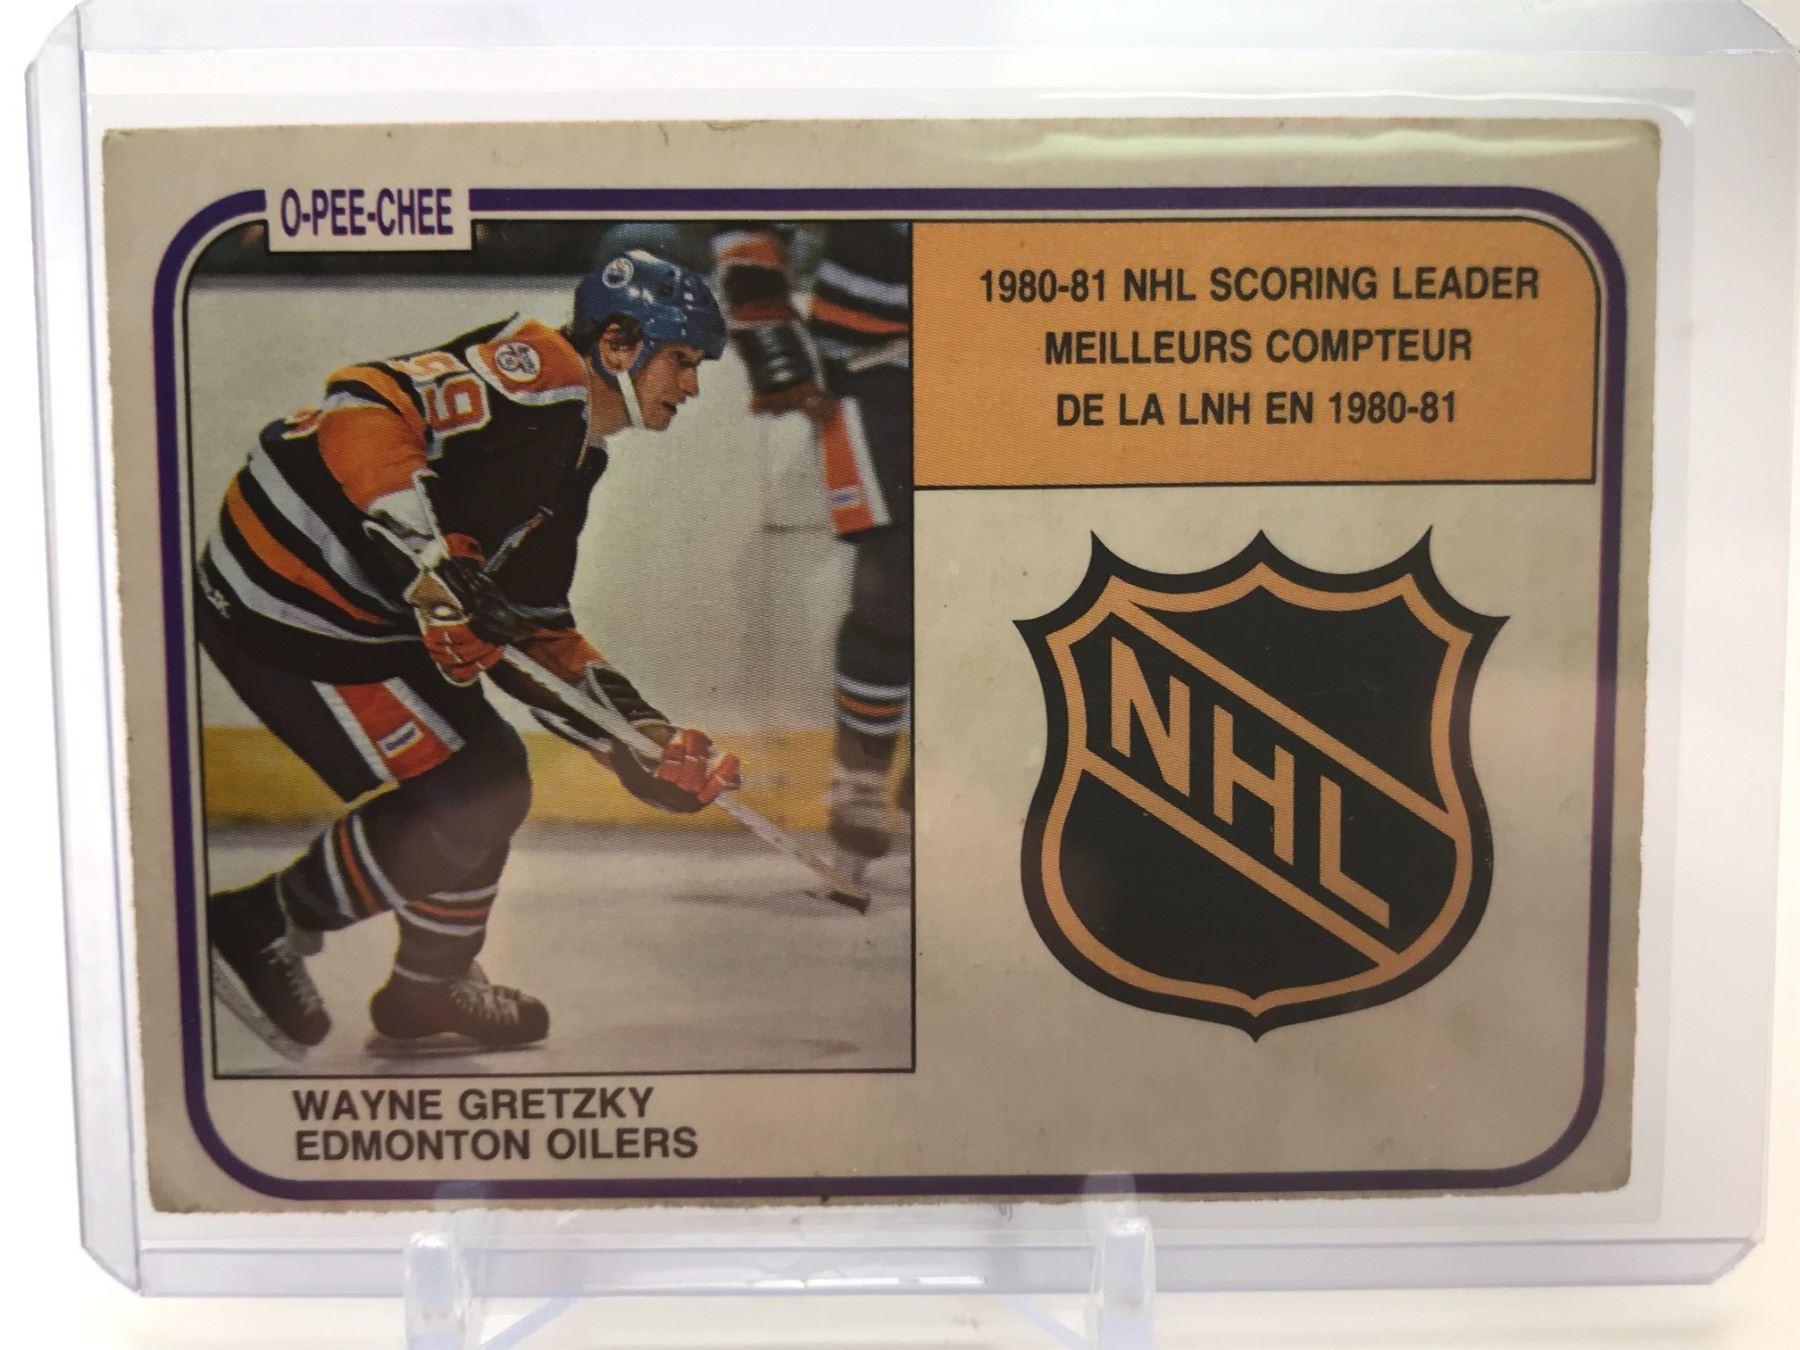 O-PEE-CHEE
1980-81 NHL SCORING LEADER
MEILLEURS COMPTEUR
DE LA LNH EN 1980-81
NHL
WAYNE GRETZKY
EDMONTON OILERS